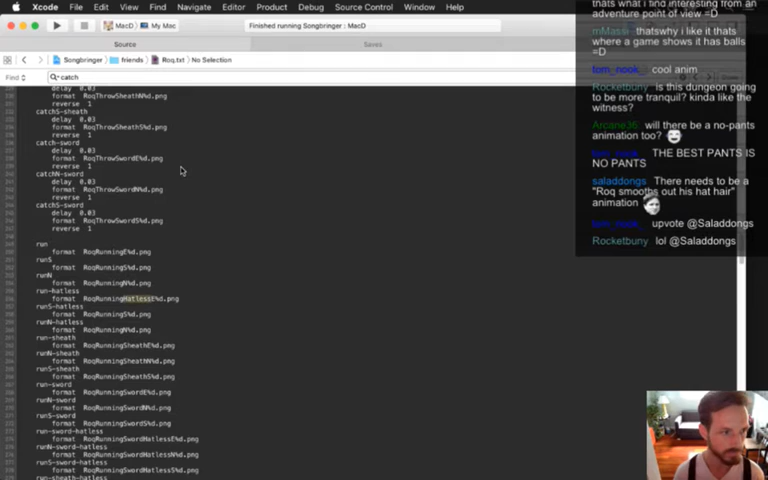 Xcode File Edit View Find Navigate Editor Product Debug Source Control Window Help
MacD My Mac
Finished running Songbringer : MacD
Source Saves
Songbringer friends Roq.txt No Selection
Find catch
delay 0.03
format RoqThrowSheathN%d.png
reverse 1
catchS-sheath
delay 0.03
format RoqThrowSheathS%d.png
reverse 1
catch-sword
delay 0.03
format RoqThrowSwordE%d.png
reverse 1
catchN-sword
delay 0.03
format RoqThrowSwordN%d.png
reverse 1
catchS-sword
delay 0.03
format RoqThrowSwordS%d.png
reverse 1
run
format RoqRunningE%d.png
runS
format RoqRunningS%d.png
runN
format RoqRunningN%d.png
run-hatless
format RoqRunningHatlessE%d.png
runS-hatless
format RoqRunningS%d.png
runN-hatless
format RoqRunningN%d.png
run-sheath
format RoqRunningSheathE%d.png
runN-sheath
format RoqRunningSheathN%d.png
runS-sheath
format RoqRunningSheathS%d.png
run-sword
format RoqRunningSwordE%d.png
runN-sword
format RoqRunningSwordN%d.png
runS-sword
format RoqRunningSwordS%d.png
run-sword-hatless
format RoqRunningSwordHatlessE%d.png
runN-sword-hatless
format RoqRunningSwordHatlessN%d.png
runS-sword-hatless
format RoqRunningSwordHatlessS%d.png
run-sheath-hatless
thats what i find interesting from an
adventure point of view =D
mMassi thatswhy i like it thats
where a game shows it has balls
=D
tom_nook_ cool anim
Rocketbuny is this dungeon going
to be more tranquil? kinda like the
witness?
Arcane36 will there be a no-pants
animation too?
THE BEST PANTS IS
NO PANTS
saladdongs There needs to be a
"Roq smooths out his hat hair"
animation
tom_nook_ upvote @Saladdongs
Rocketbuny lol @Saladdongs